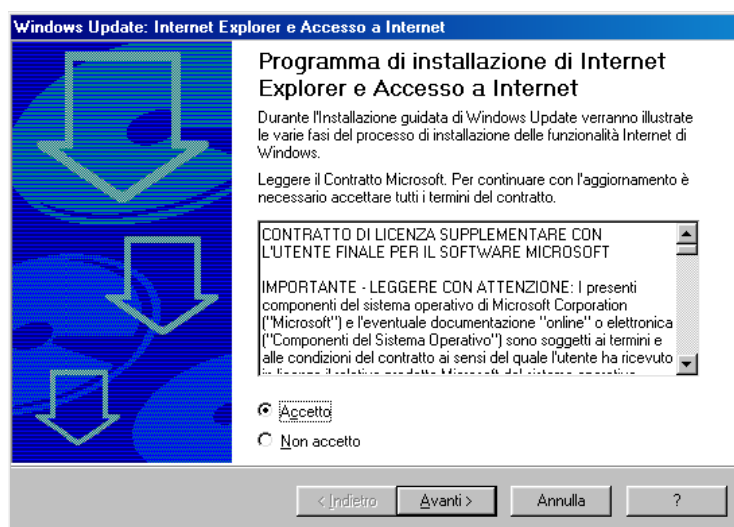 Windows Update: Internet Explorer e Accesso a Internet
Programma di installazione di Internet
Explorer e Accesso a Internet
Durante l'Installazione guidata di Windows Update verranno illustrate
le varie fasi del processo di installazione delle funzionalità Internet di
Windows.
Leggere il Contratto Microsoft. Per continuare con l'aggiornamento è
necessario accettare tutti i termini del contratto.
CONTRATTO DI LICENZA SUPPLEMENTARE CON
L'UTENTE FINALE PER IL SOFTWARE MICROSOFT
IMPORTANTE - LEGGERE CON ATTENZIONE: I presenti
componenti del sistema operativo di Microsoft Corporation
("Microsoft") e l'eventuale documentazione "online" o elettronica
("Componenti del Sistema Operativo") sono soggetti ai termini e
alle condizioni del contratto ai sensi del quale l'utente ha ricevuto
Accetto
Non accetto
< Indietro
Avanti >
Annulla
?